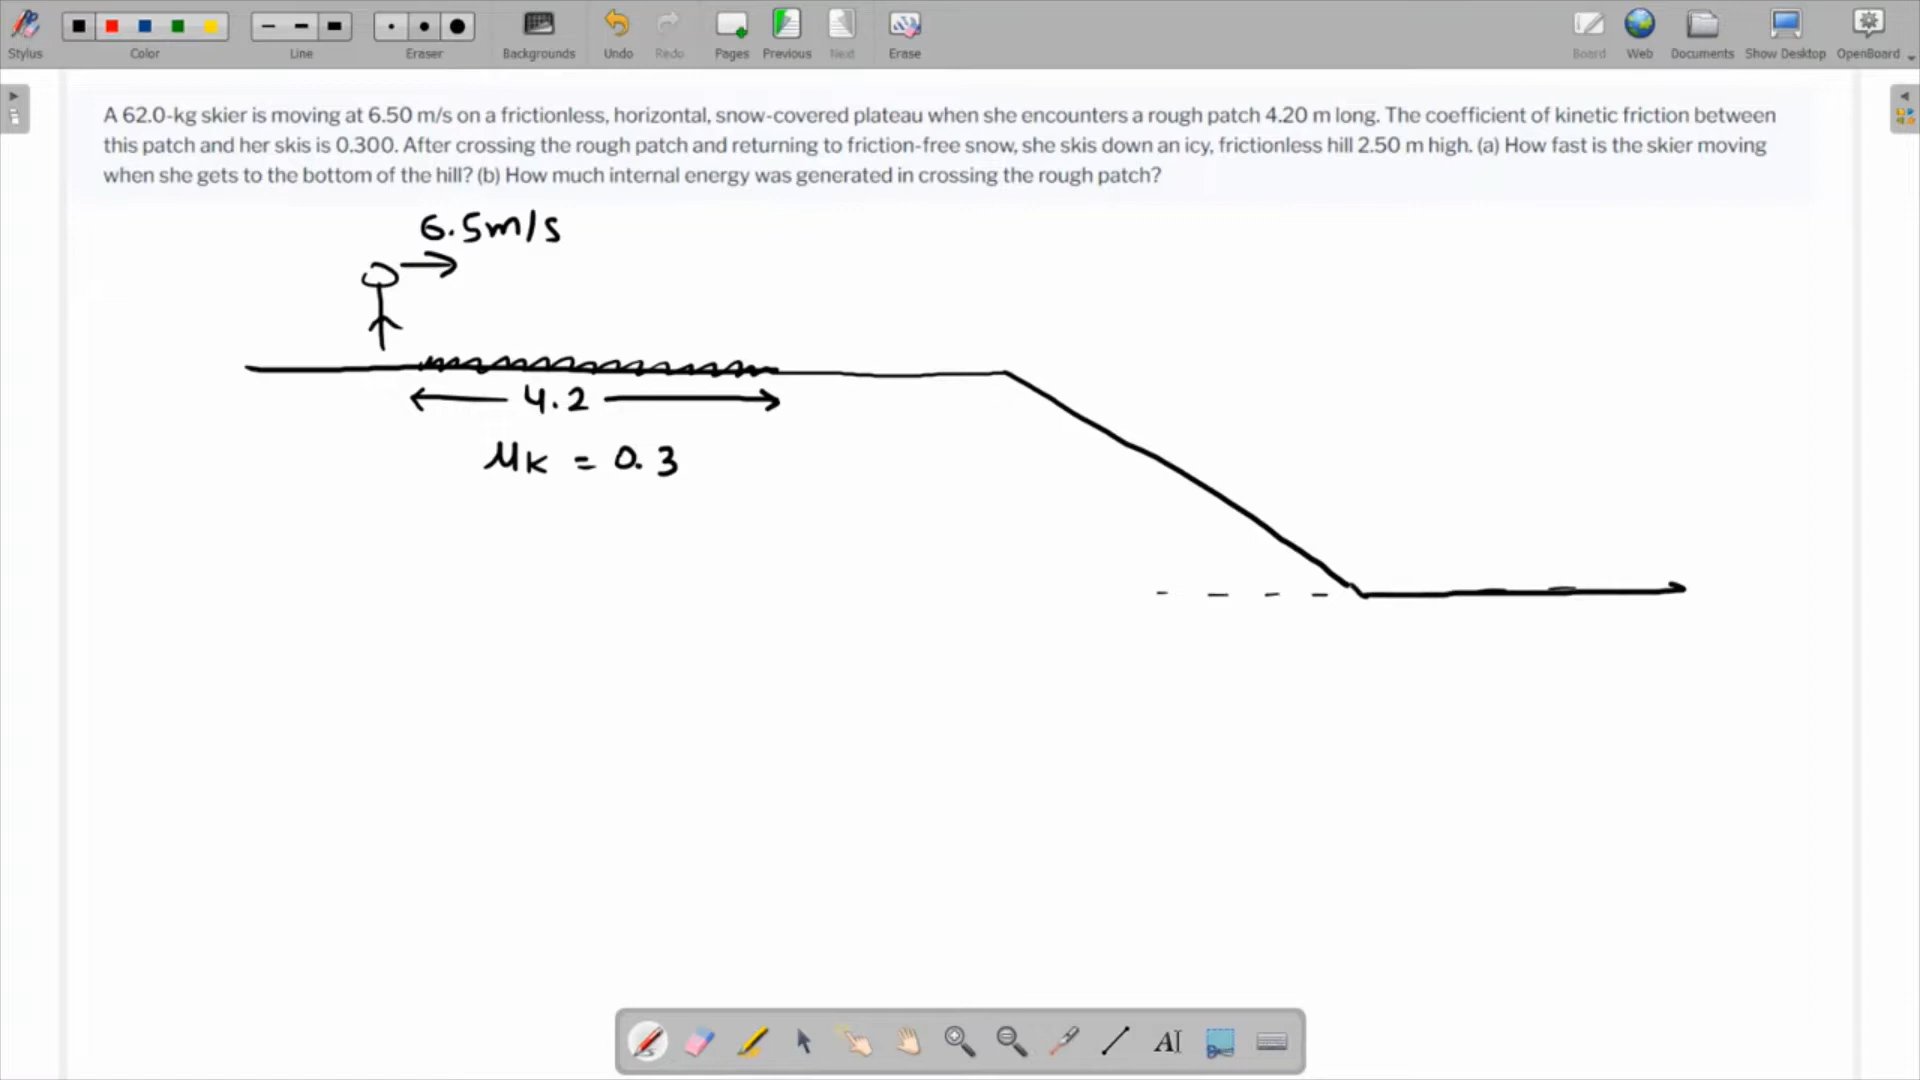 Stylus Color Line Eraser Backgrounds Undo Redo Pages Previous Next Erase Board Web Documents Show Desktop OpenBoard
A 62.0-kg skier is moving at 6.50 m/s on a frictionless, horizontal, snow-covered plateau when she encounters a rough patch 4.20 m long. The coefficient of kinetic friction between
this patch and her skis is 0.300. After crossing the rough patch and returning to friction-free snow, she skis down an icy, frictionless hill 2.50 m high. (a) How fast is the skier moving
when she gets to the bottom of the hill? (b) How much internal energy was generated in crossing the rough patch?
6.5m/s
4.2
μk = 0.3
AI